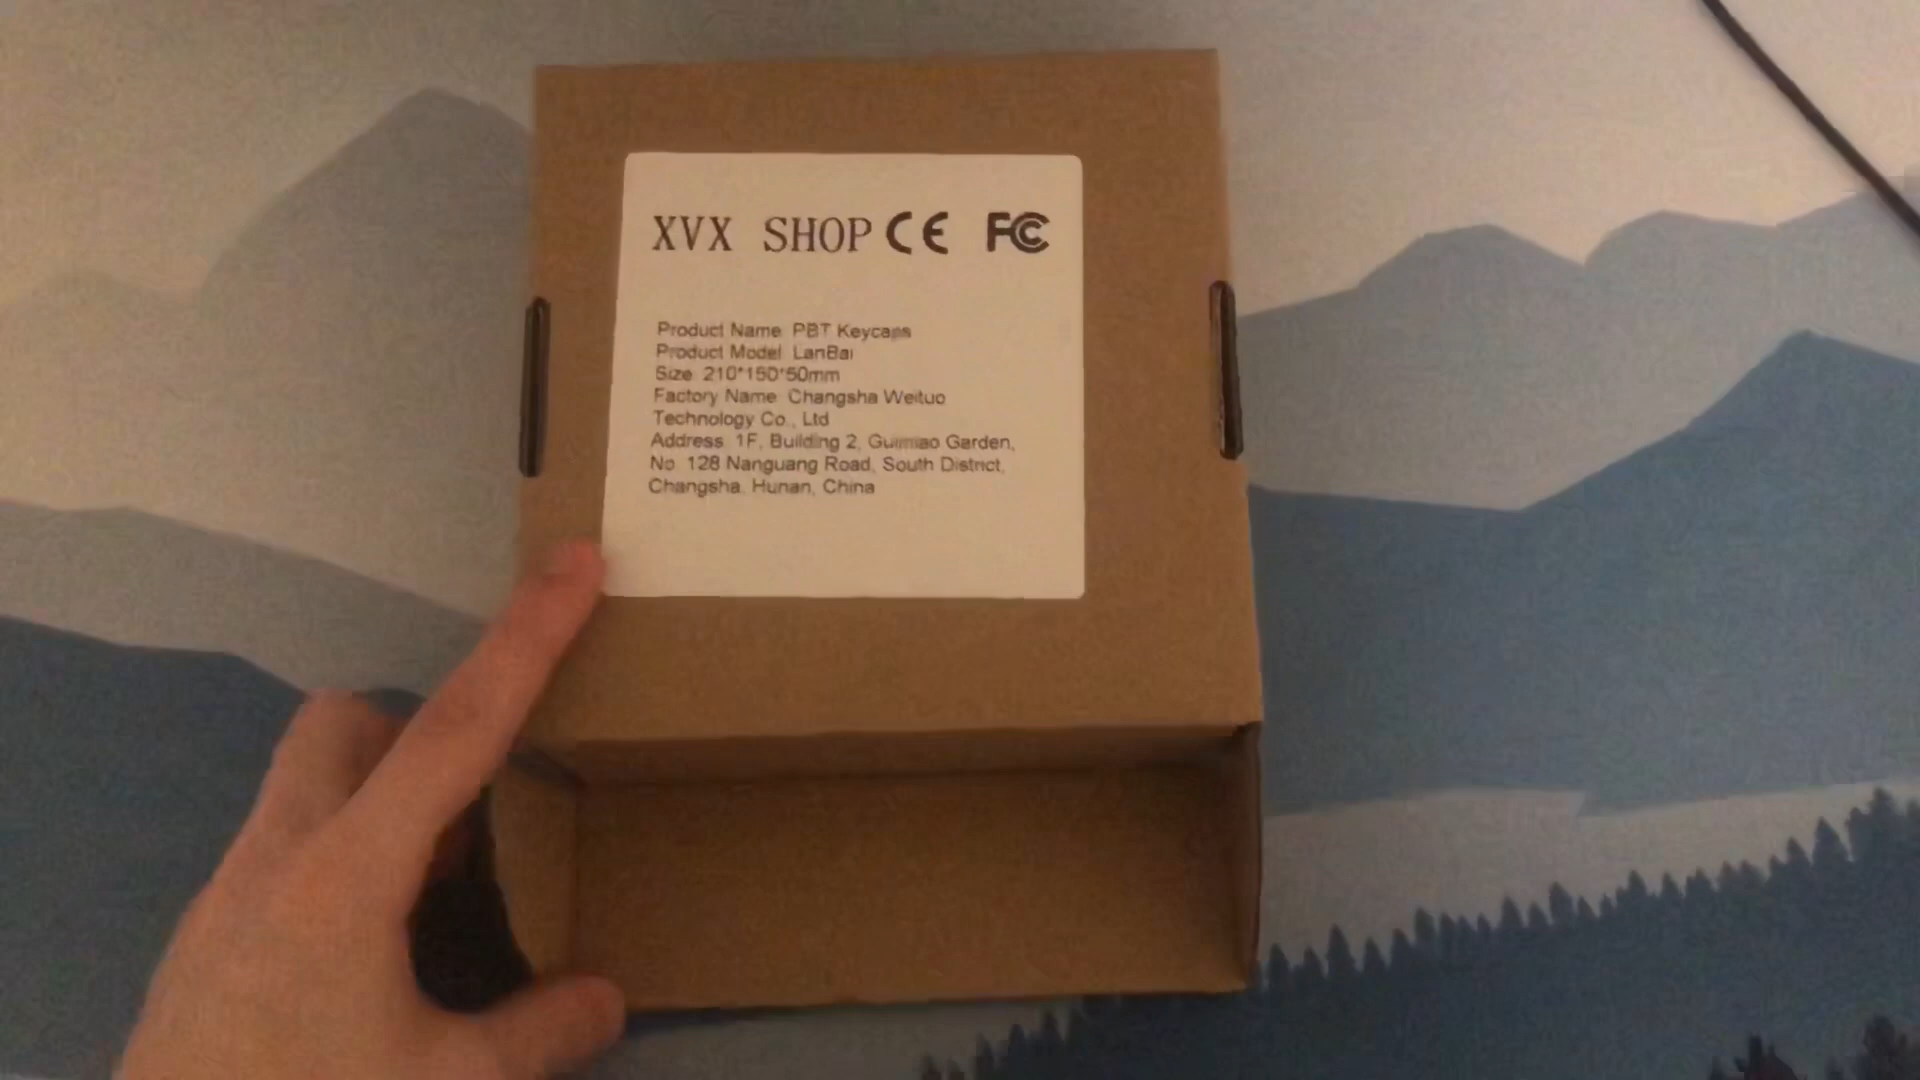 XVX SHOP CE FC
Product Name: PBT Keycaps
Product Model: LanBai
Size: 210*150*50mm
Factory Name: Changsha Weituo
Technology Co., Ltd
Address: 1F, Building 2, Garden,
No. 128 Nanguang Road, South District,
Changsha, Hunan, China